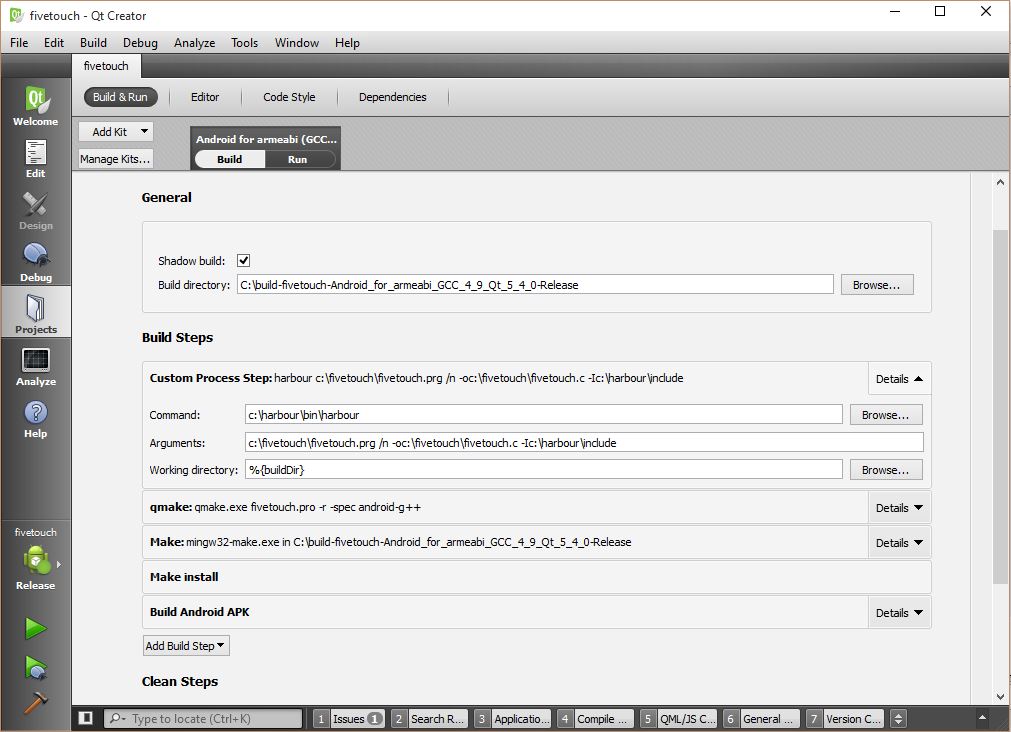 fivetouch - Qt Creator
File Edit Build Debug Analyze Tools Window Help
fivetouch
Build & Run Editor Code Style Dependencies
Add Kit
Manage Kits...
Android for armeabi (GCC...
Build Run
Qt
Welcome
Edit
Design
Debug
Projects
Analyze
Help
fivetouch
Release
General
Shadow build:
Build directory: C:\build-fivetouch-Android_for_armeabi_GCC_4_9_Qt_5_4_0-Release Browse...
Build Steps
Custom Process Step: harbour c:\fivetouch\fivetouch.prg /n -oc:\fivetouch\fivetouch.c -Ic:\harbour\include Details
Command: c:\harbour\bin\harbour Browse...
Arguments: c:\fivetouch\fivetouch.prg /n -oc:\fivetouch\fivetouch.c -Ic:\harbour\include
Working directory: %{buildDir} Browse...
qmake: qmake.exe fivetouch.pro -r -spec android-g++ Details
Make: mingw32-make.exe in C:\build-fivetouch-Android_for_armeabi_GCC_4_9_Qt_5_4_0-Release Details
Make install
Build Android APK Details
Add Build Step
Clean Steps
Type to locate (Ctrl+K) 1 Issues 1 2 Search R... 3 Applicatio... 4 Compile ... 5 QML/JS C... 6 General ... 7 Version C...